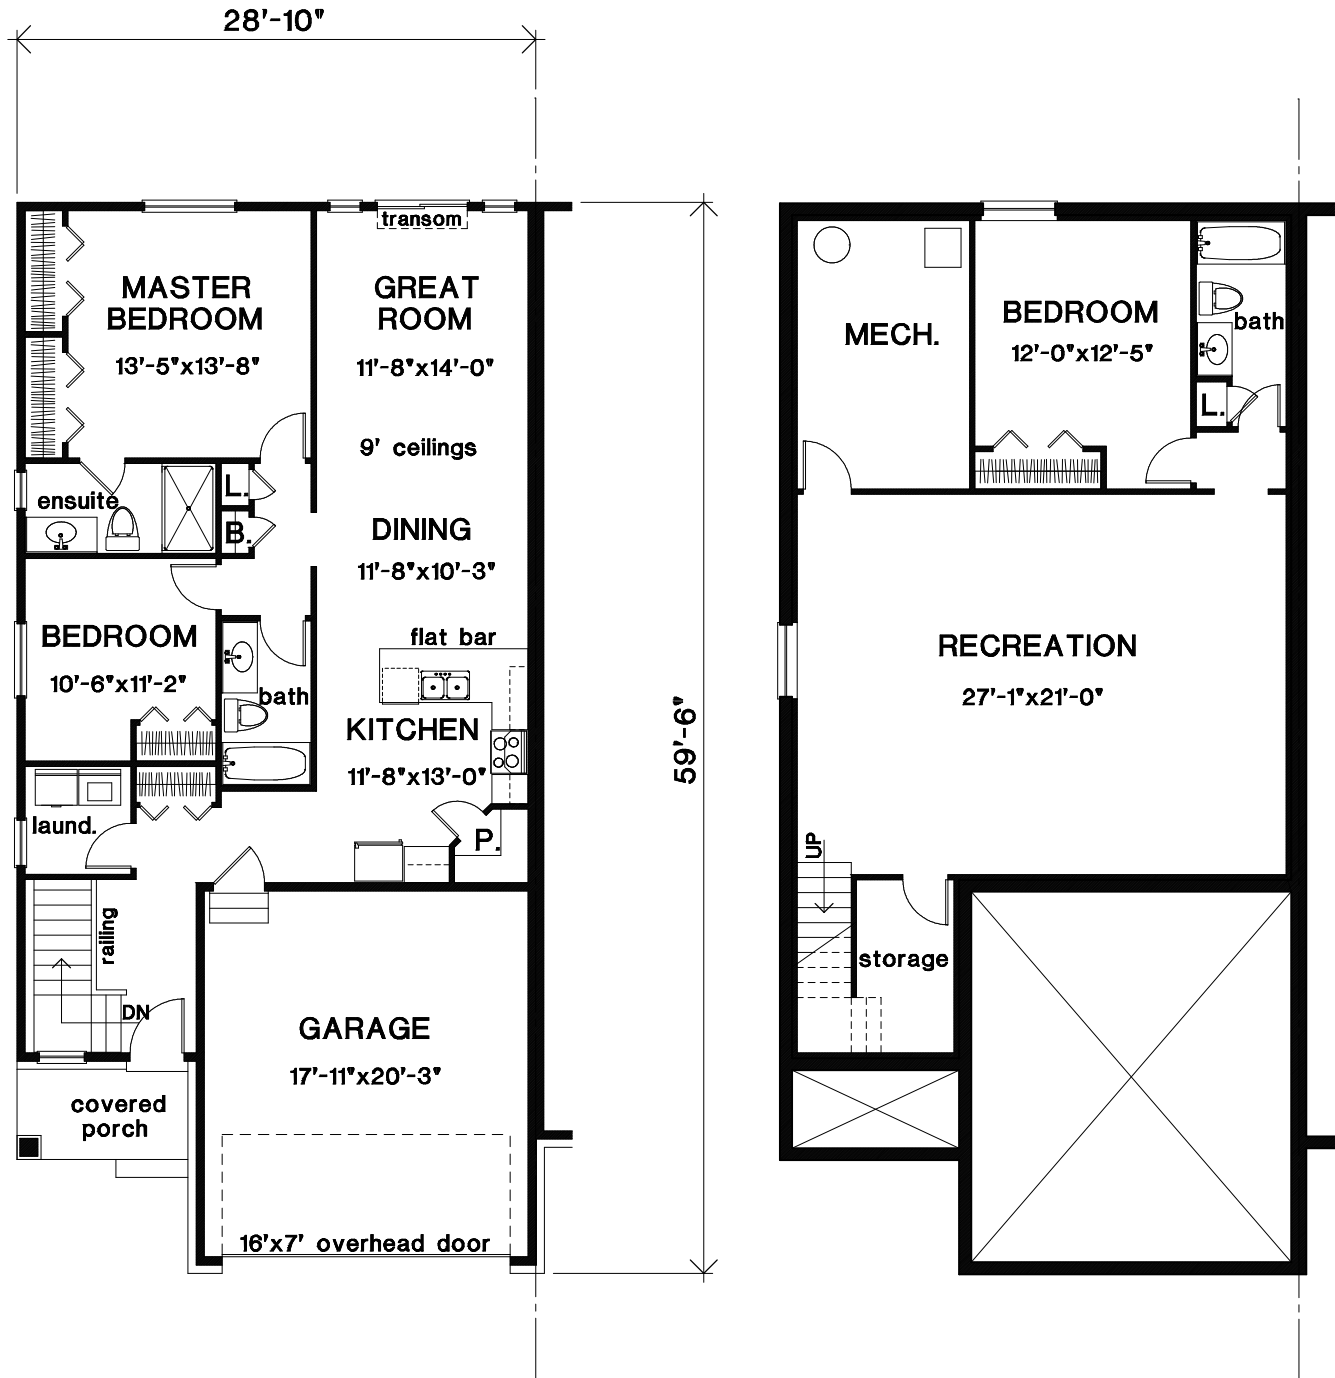 28'-10"
transom
MASTER
BEDROOM
13'-5"x13'-8"
GREAT
ROOM
11'-8"x14'-0"
9' ceilings
ensuite
L.
B.
DINING
11'-8"x10'-3"
BEDROOM
10'-6"x11'-2"
flat bar
bath
KITCHEN
11'-8"x13'-0"
laund.
P.
railing
DN
GARAGE
17'-11"x20'-3"
covered
porch
16'x7' overhead door
59'-6"
MECH.
BEDROOM
12'-0"x12'-5"
bath
L.
RECREATION
27'-1"x21'-0"
UP
storage